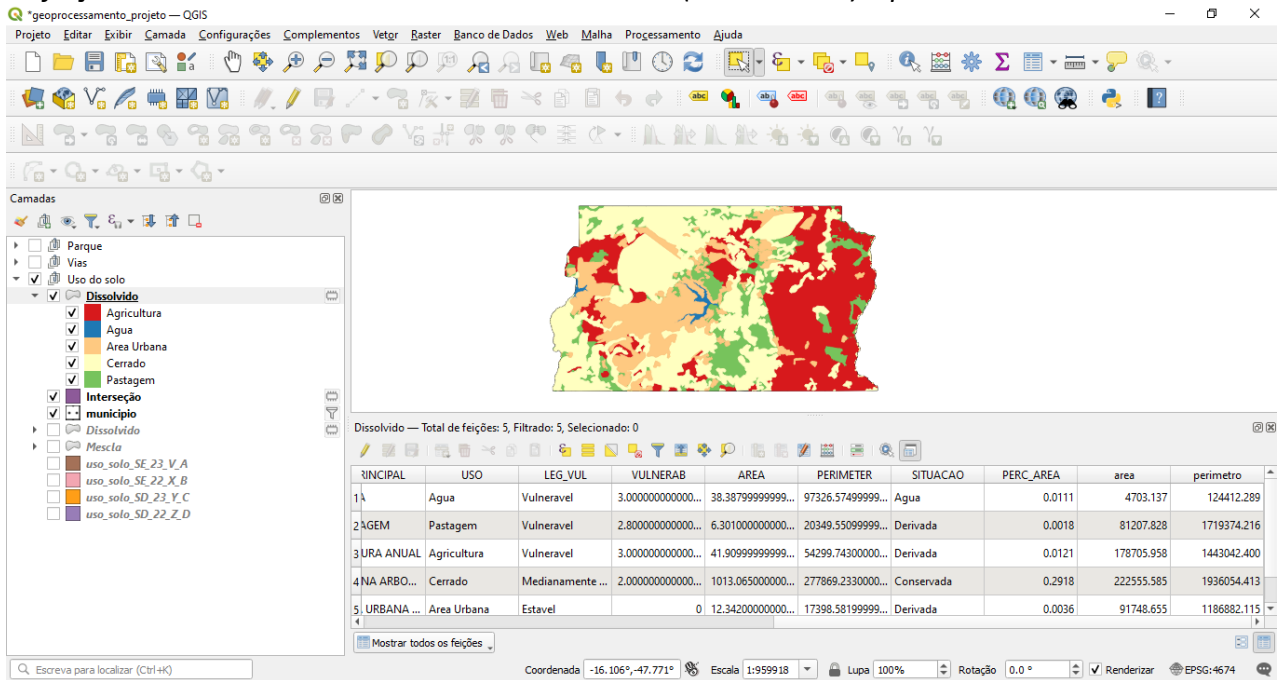 *geoprocessamento_projeto — QGIS
Projeto Editar Exibir Camada Configurações Complementos Vetor Raster Banco de Dados Web Malha Processamento Ajuda
abc abc abc abc abc abc abc
Camadas
Parque
Vias
Uso do solo
Dissolvido
Agricultura
Agua
Area Urbana
Cerrado
Pastagem
Interseção
municipio
Dissolvido
Mescla
uso_solo_SE_23_V_A
uso_solo_SE_22_X_B
uso_solo_SD_23_Y_C
uso_solo_SD_22_Z_D
Dissolvido — Total de feições: 5, Filtrado: 5, Selecionado: 0
RINCIPAL USO LEG_VUL VULNERAB AREA PERIMETER SITUACAO PERC_AREA area perimetro
1 A Agua Vulneravel 3.000000000000... 38.38799999999... 97326.57499999... Agua 0.0111 4703.137 124412.289
2 AGEM Pastagem Vulneravel 2.800000000000... 6.301000000000... 20349.55099999... Derivada 0.0018 81207.828 1719374.216
3 URA ANUAL Agricultura Vulneravel 3.000000000000... 41.90999999999... 54299.74300000... Derivada 0.0121 178705.958 1443042.400
4 NA ARBO... Cerrado Medianamente ... 2.000000000000... 1013.065000000... 277869.2330000... Conservada 0.2918 222555.585 1936054.413
5 URBANA ... Area Urbana Estavel 0 12.34200000000... 17398.58199999... Derivada 0.0036 91748.655 1186882.115
Mostrar todos os feições
Escreva para localizar (Ctrl+K) Coordenada -16.106°,-47.771° Escala 1:959918 Lupa 100% Rotação 0.0 ° Renderizar EPSG:4674